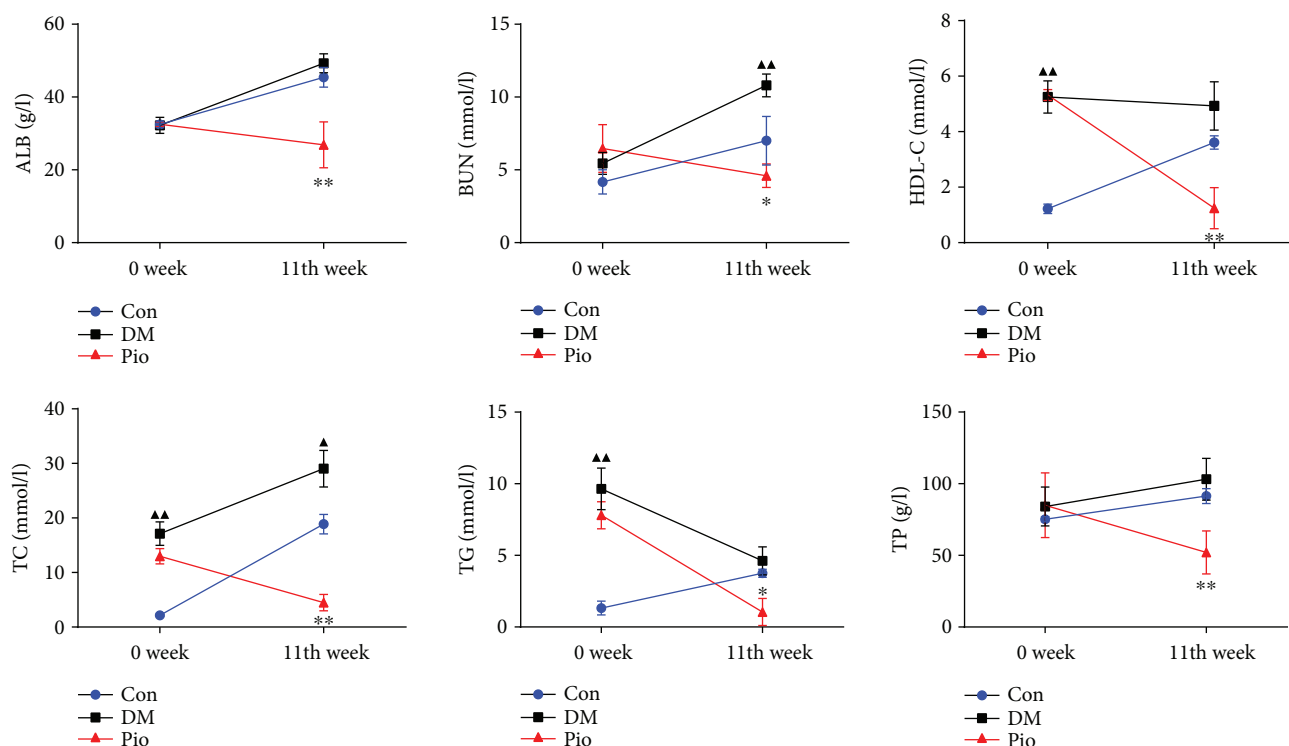 ALB (g/l)
60
40
20
0
0 week
11th week
**
Con
DM
Pio
BUN (mmol/l)
15
10
5
0
▲▲
*
0 week
11th week
Con
DM
Pio
HDL-C (mmol/l)
8
6
4
2
0
▲▲
**
0 week
11th week
Con
DM
Pio
TC (mmol/l)
40
30
20
10
0
▲▲
▲
**
0 week
11th week
Con
DM
Pio
TG (mmol/l)
15
10
5
0
▲▲
*
0 week
11th week
Con
DM
Pio
TP (g/l)
150
100
50
0
**
0 week
11th week
Con
DM
Pio